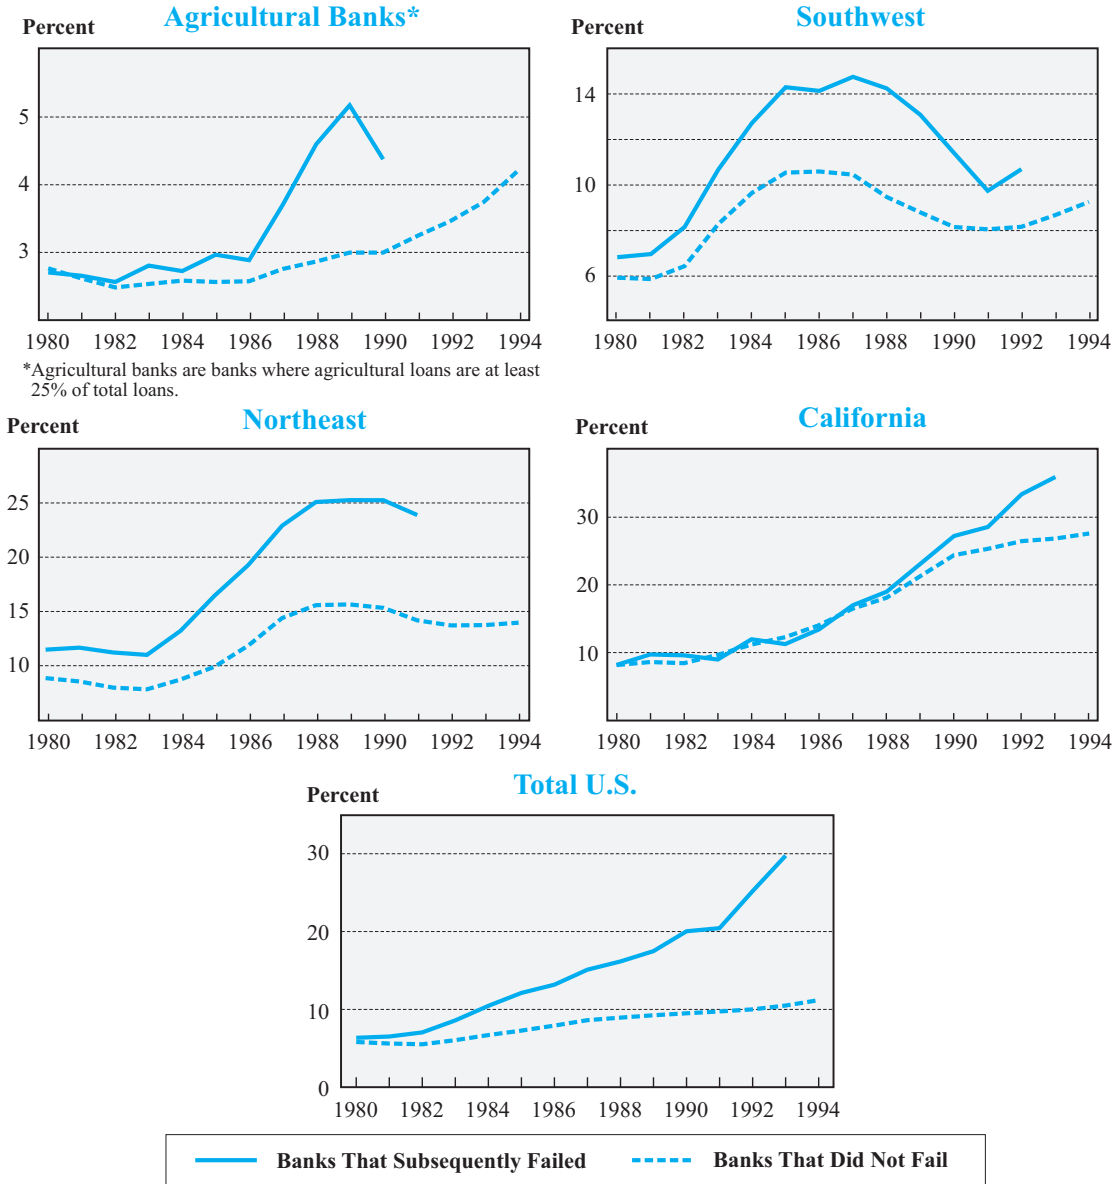 Agricultural Banks*
Percent
5
4
3
1980 1982 1984 1986 1988 1990 1992 1994
*Agricultural banks are banks where agricultural loans are at least
25% of total loans.
Southwest
Percent
14
10
6
1980 1982 1984 1986 1988 1990 1992 1994
Northeast
Percent
25
20
15
10
1980 1982 1984 1986 1988 1990 1992 1994
California
Percent
30
20
10
1980 1982 1984 1986 1988 1990 1992 1994
Total U.S.
Percent
30
20
10
0
1980 1982 1984 1986 1988 1990 1992 1994
Banks That Subsequently Failed Banks That Did Not Fail